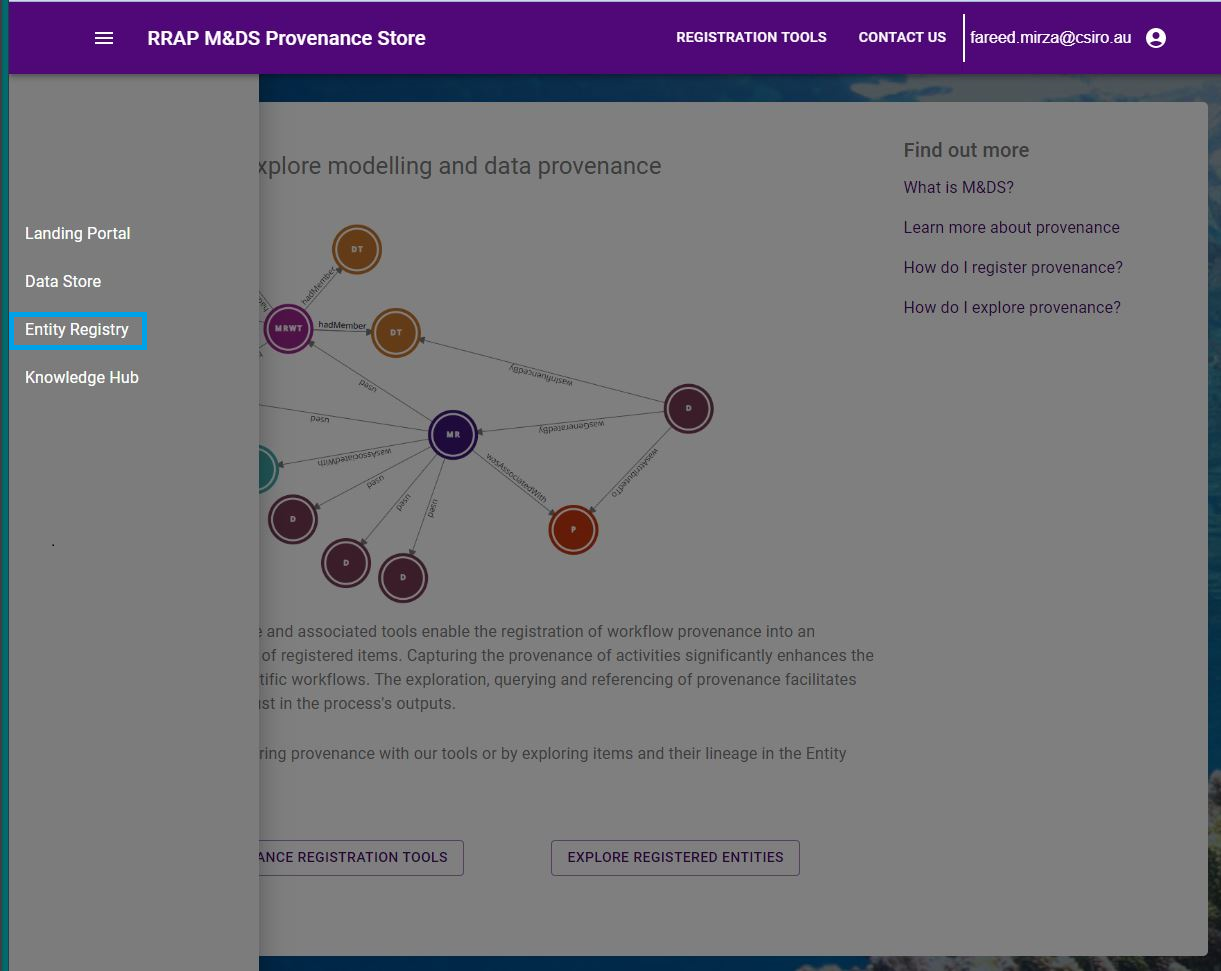 RRAP M&DS Provenance Store
REGISTRATION TOOLS
CONTACT US
fareed.mirza@csiro.au
Landing Portal
Data Store
Entity Registry
Knowledge Hub
xplore modelling and data provenance
DT
hadMember
MRWT
hadMember
DT
used
wasInfluencedBy
D
used
MR
wasGeneratedBy
wasAssociatedWith
used
wasAssociatedWith
wasAttributedTo
D
used
used
P
D
D
e and associated tools enable the registration of workflow provenance into an
of registered items. Capturing the provenance of activities significantly enhances the
tific workflows. The exploration, querying and referencing of provenance facilitates
ust in the process's outputs.
ring provenance with our tools or by exploring items and their lineage in the Entity
ANCE REGISTRATION TOOLS
EXPLORE REGISTERED ENTITIES
Find out more
What is M&DS?
Learn more about provenance
How do I register provenance?
How do I explore provenance?